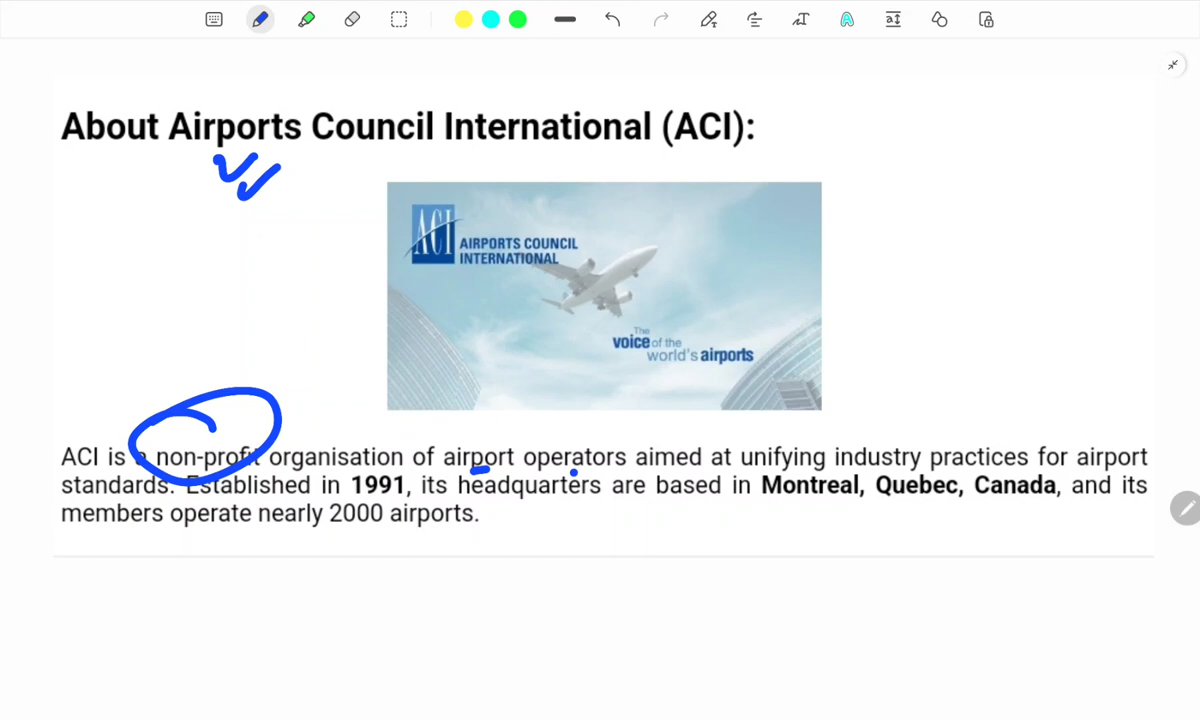 About Airports Council International (ACI):
ACI
AIRPORTS COUNCIL
INTERNATIONAL
The
voice of the
world's airports
ACI is a non-profit organisation of airport operators aimed at unifying industry practices for airport
standards. Established in 1991, its headquarters are based in Montreal, Quebec, Canada, and its
members operate nearly 2000 airports.